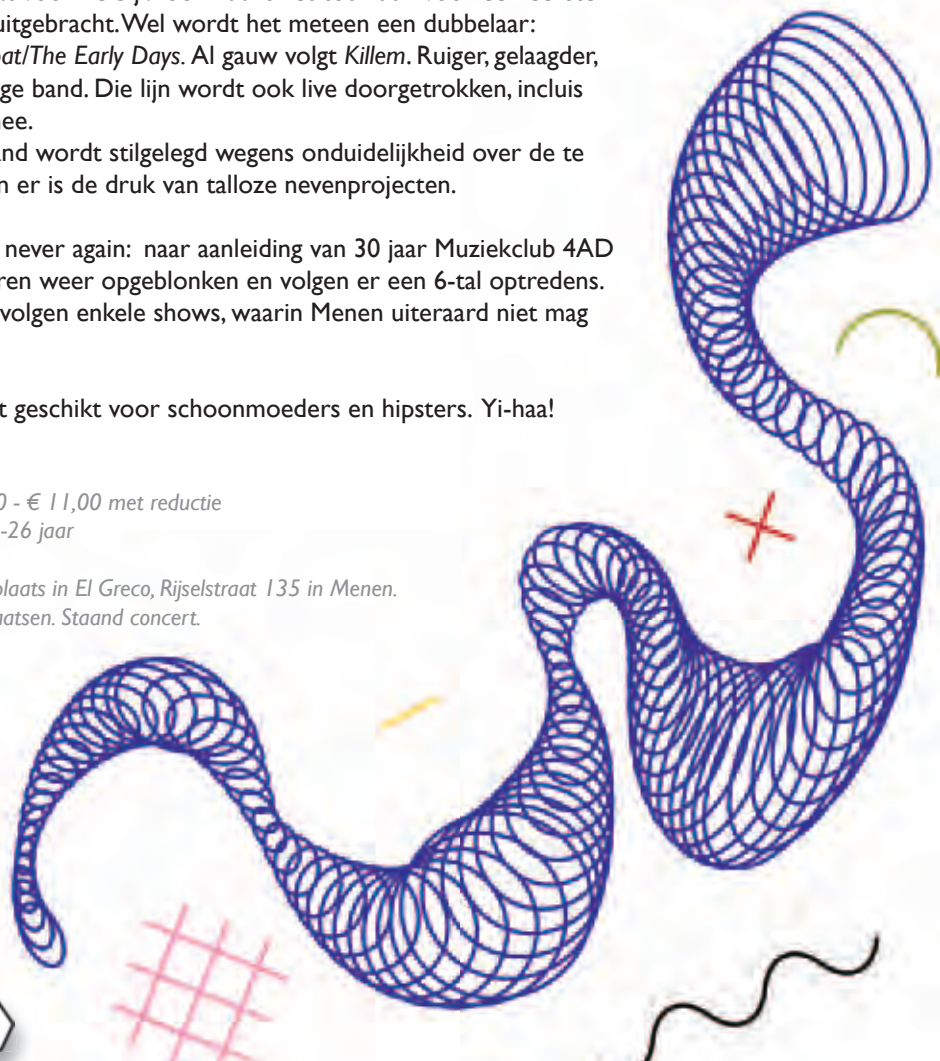 uitgebracht. Wel wordt het meteen een dubbelaar:
at/The Early Days. Al gauw volgt Killem. Ruiger, gelaagder,
ge band. Die lijn wordt ook live doorgetrokken, incluis
ee.
and wordt stilgelegd wegens onduidelijkheid over de te
n er is de druk van talloze nevenprojecten.
never again: naar aanleiding van 30 jaar Muziekclub 4AD
ren weer opgeblonken en volgen er een 6-tal optredens.
volgen enkele shows, waarin Menen uiteraard niet mag
t geschikt voor schoonmoeders en hipsters. Yi-haa!
0 - € 11,00 met reductie
-26 jaar
plaats in El Greco, Rijselstraat 135 in Menen.
aatsen. Staand concert.